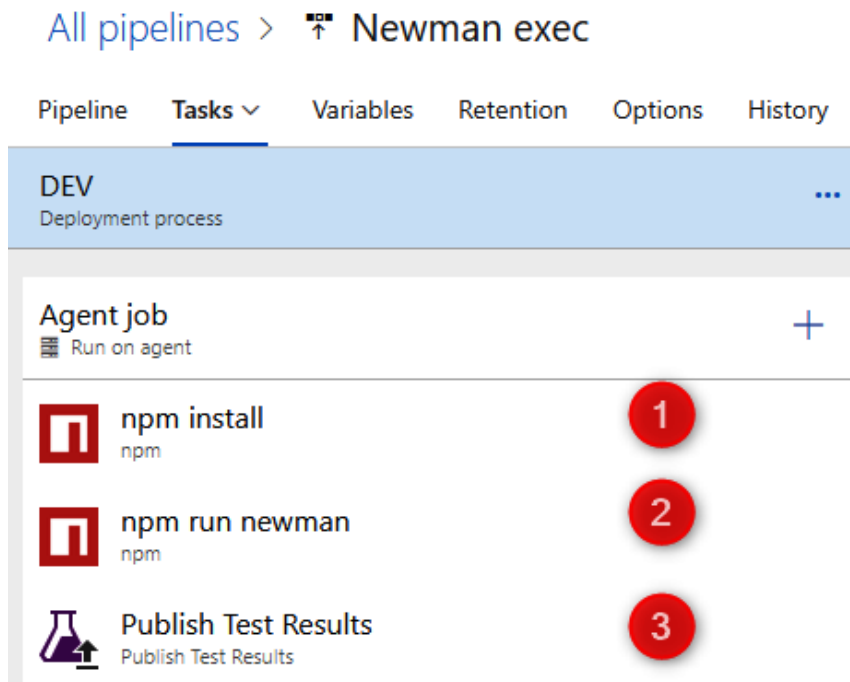 All pipelines > Newman exec
Pipeline Tasks Variables Retention Options History
DEV
...
Deployment process
Agent job
+
Run on agent
npm install
1
npm
npm run newman
2
npm
Publish Test Results
3
Publish Test Results